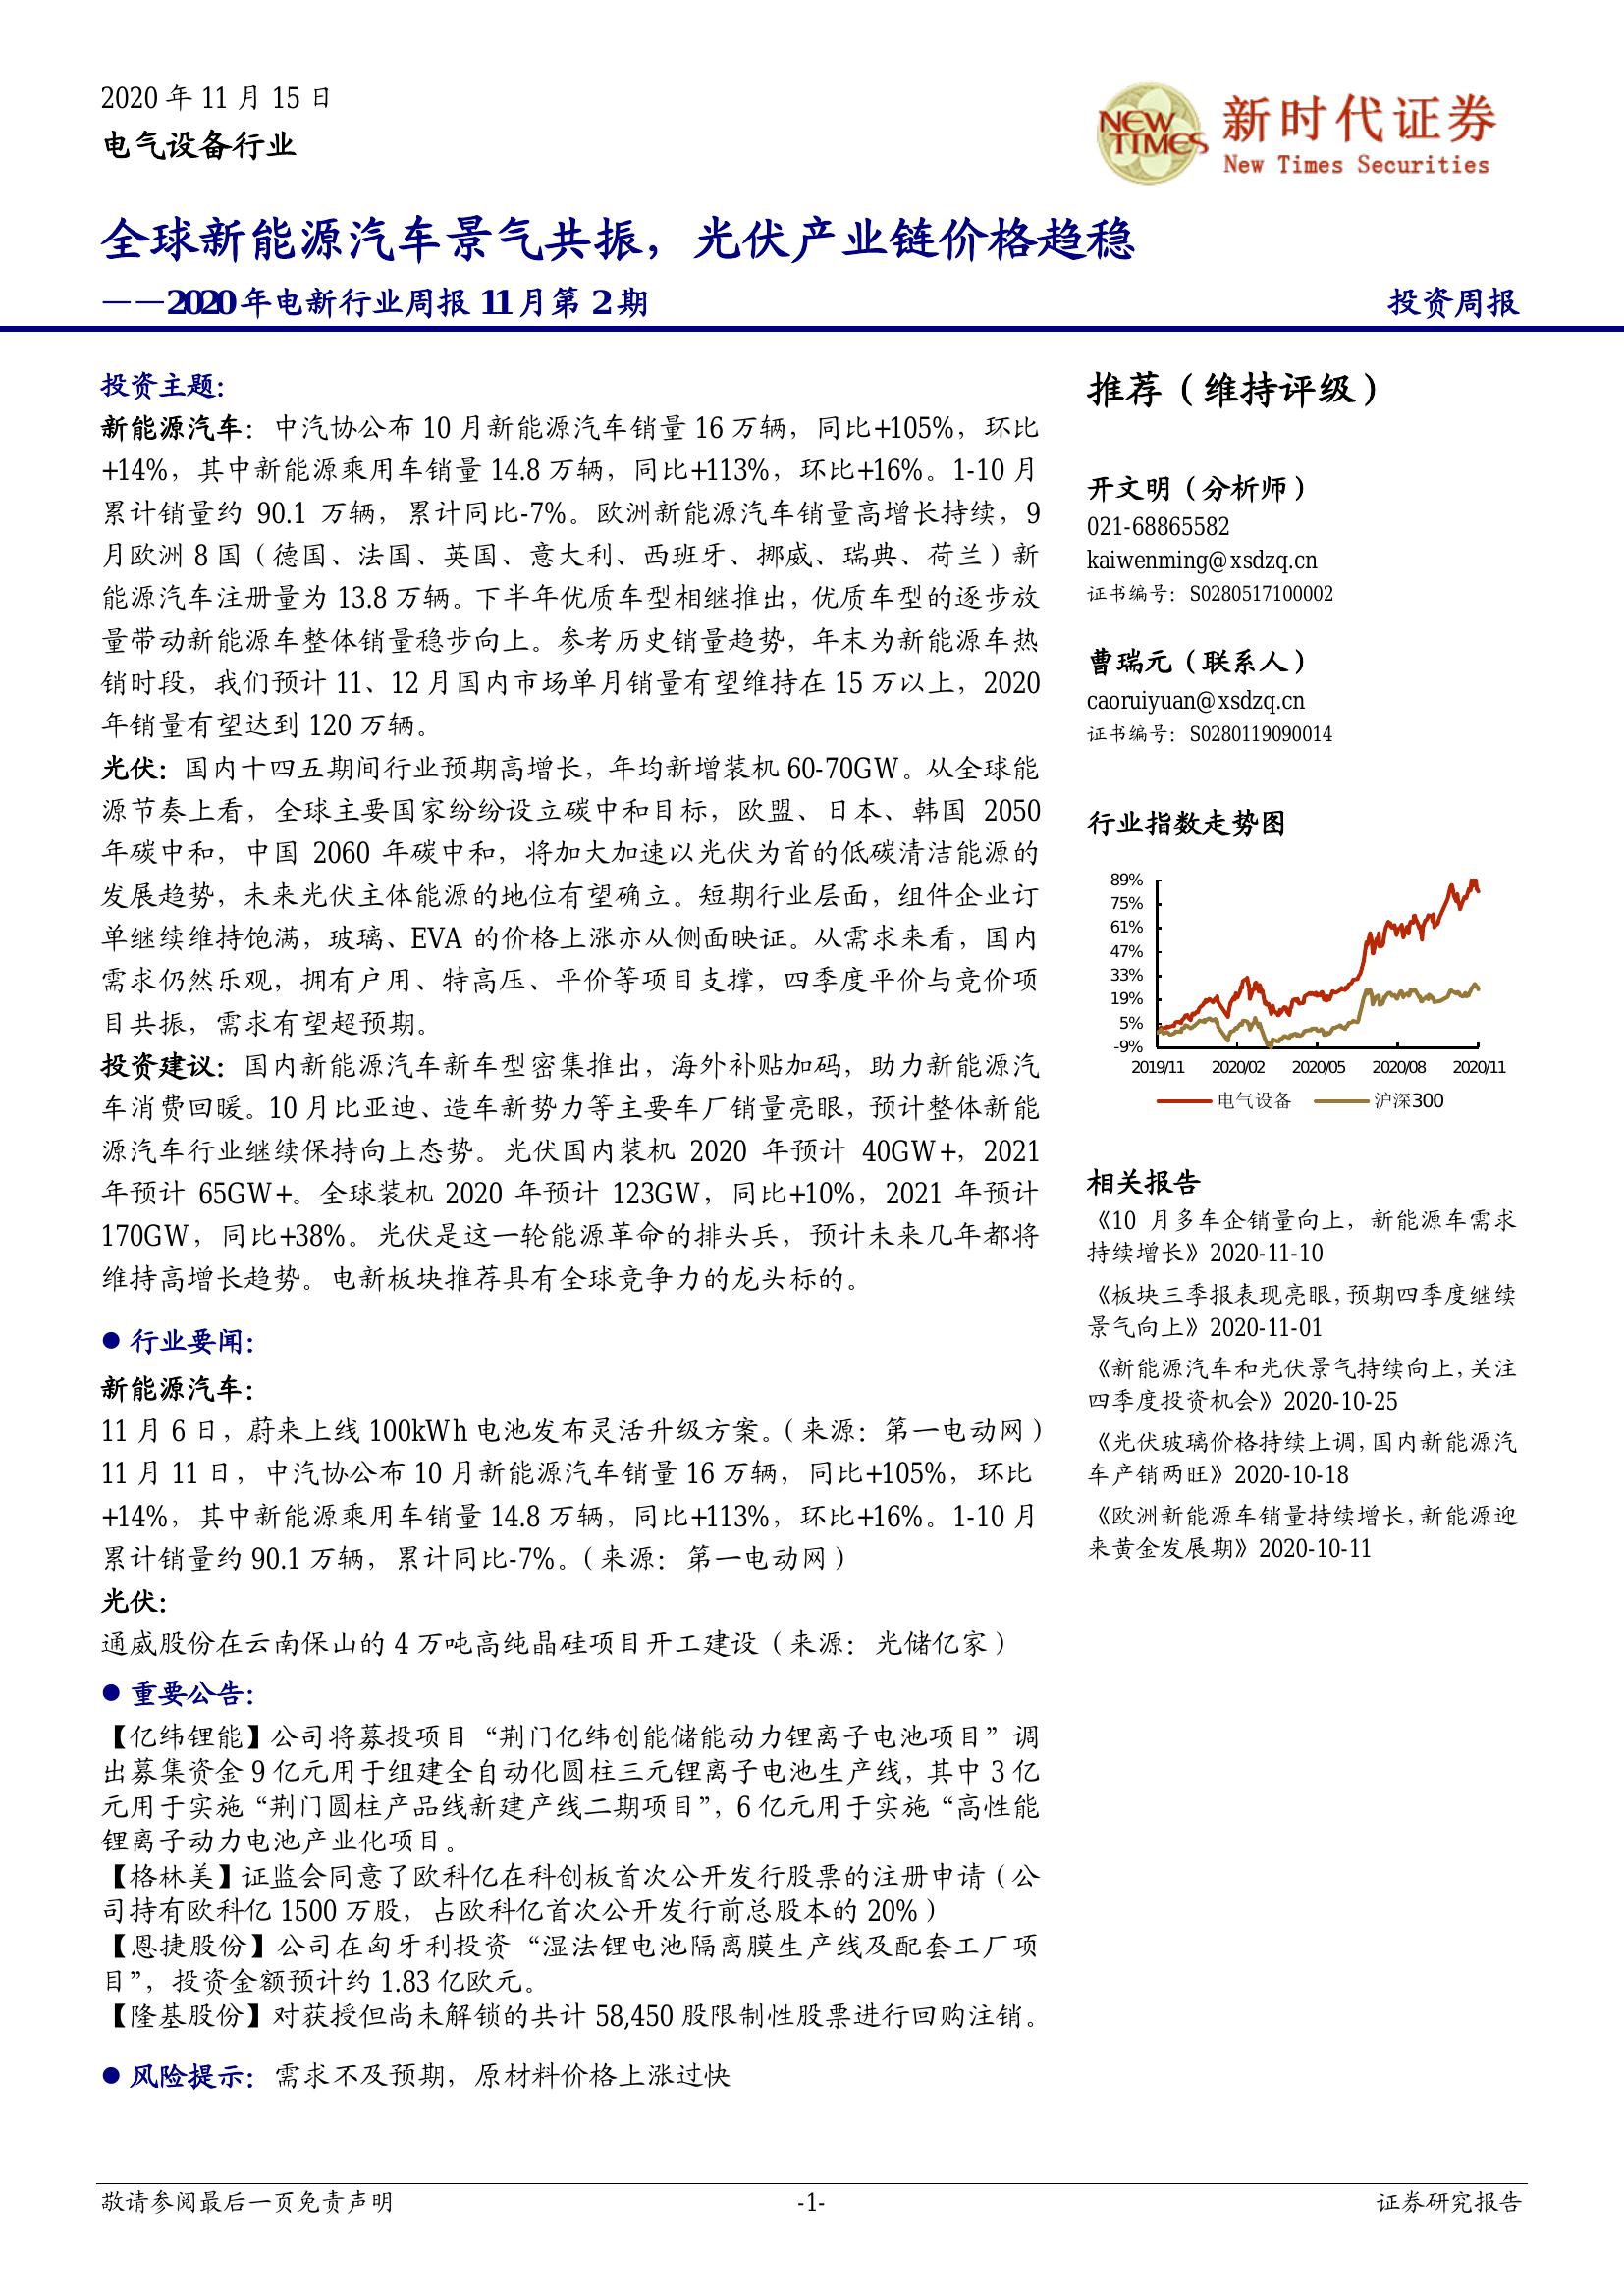 2020 年 11 月 15 日
电气设备行业
NEW TIMES
新时代证券
New Times Securities
全球新能源汽车景气共振，光伏产业链价格趋稳
——2020 年电新行业周报 11 月第 2 期
投资周报
投资主题：
新能源汽车：中汽协公布 10 月新能源汽车销量 16 万辆，同比+105%，环比
+14%，其中新能源乘用车销量 14.8 万辆，同比+113%，环比+16%。1-10 月
累计销量约 90.1 万辆，累计同比-7%。欧洲新能源汽车销量高增长持续，9
月欧洲 8 国（德国、法国、英国、意大利、西班牙、挪威、瑞典、荷兰）新
能源汽车注册量为 13.8 万辆。下半年优质车型相继推出，优质车型的逐步放
量带动新能源车整体销量稳步向上。参考历史销量趋势，年末为新能源车热
销时段，我们预计 11、12 月国内市场单月销量有望维持在 15 万以上，2020
年销量有望达到 120 万辆。
光伏：国内十四五期间行业预期高增长，年均新增装机 60-70GW。从全球能
源节奏上看，全球主要国家纷纷设立碳中和目标，欧盟、日本、韩国 2050
年碳中和，中国 2060 年碳中和，将加大加速以光伏为首的低碳清洁能源的
发展趋势，未来光伏主体能源的地位有望确立。短期行业层面，组件企业订
单继续维持饱满，玻璃、EVA 的价格上涨亦从侧面映证。从需求来看，国内
需求仍然乐观，拥有户用、特高压、平价等项目支撑，四季度平价与竞价项
目共振，需求有望超预期。
投资建议：国内新能源汽车新车型密集推出，海外补贴加码，助力新能源汽
车消费回暖。10 月比亚迪、造车新势力等主要车厂销量亮眼，预计整体新能
源汽车行业继续保持向上态势。光伏国内装机 2020 年预计 40GW+，2021
年预计 65GW+。全球装机 2020 年预计 123GW，同比+10%，2021 年预计
170GW，同比+38%。光伏是这一轮能源革命的排头兵，预计未来几年都将
维持高增长趋势。电新板块推荐具有全球竞争力的龙头标的。
● 行业要闻：
新能源汽车：
11 月 6 日，蔚来上线 100kWh 电池发布灵活升级方案。（来源：第一电动网）
11 月 11 日，中汽协公布 10 月新能源汽车销量 16 万辆，同比+105%，环比
+14%，其中新能源乘用车销量 14.8 万辆，同比+113%，环比+16%。1-10 月
累计销量约 90.1 万辆，累计同比-7%。（来源：第一电动网）
光伏：
通威股份在云南保山的 4 万吨高纯晶硅项目开工建设（来源：光储亿家）
● 重要公告：
【亿纬锂能】公司将募投项目“荆门亿纬创能储能动力锂离子电池项目”调
出募集资金 9 亿元用于组建全自动化圆柱三元锂离子电池生产线，其中 3 亿
元用于实施“荆门圆柱产品线新建产线二期项目”，6 亿元用于实施“高性能
锂离子动力电池产业化项目。
【格林美】证监会同意了欧科亿在科创板首次公开发行股票的注册申请（公
司持有欧科亿 1500 万股，占欧科亿首次公开发行前总股本的 20%）
【恩捷股份】公司在匈牙利投资“湿法锂电池隔离膜生产线及配套工厂项
目”，投资金额预计约 1.83 亿欧元。
【隆基股份】对获授但尚未解锁的共计 58,450 股限制性股票进行回购注销。
● 风险提示：需求不及预期，原材料价格上涨过快
推荐（维持评级）
开文明（分析师）
021-68865582
kaiwenming@xsdzq.cn
证书编号：S0280517100002
曹瑞元（联系人）
caoruiyuan@xsdzq.cn
证书编号：S0280119090014
行业指数走势图
89%
75%
61%
47%
33%
19%
5%
-9%
2019/11 2020/02 2020/05 2020/08 2020/11
电气设备 沪深300
相关报告
《10 月多车企销量向上，新能源车需求
持续增长》2020-11-10
《板块三季报表现亮眼，预期四季度继续
景气向上》2020-11-01
《新能源汽车和光伏景气持续向上，关注
四季度投资机会》2020-10-25
《光伏玻璃价格持续上调，国内新能源汽
车产销两旺》2020-10-18
《欧洲新能源车销量持续增长，新能源迎
来黄金发展期》2020-10-11
敬请参阅最后一页免责声明
-1-
证券研究报告